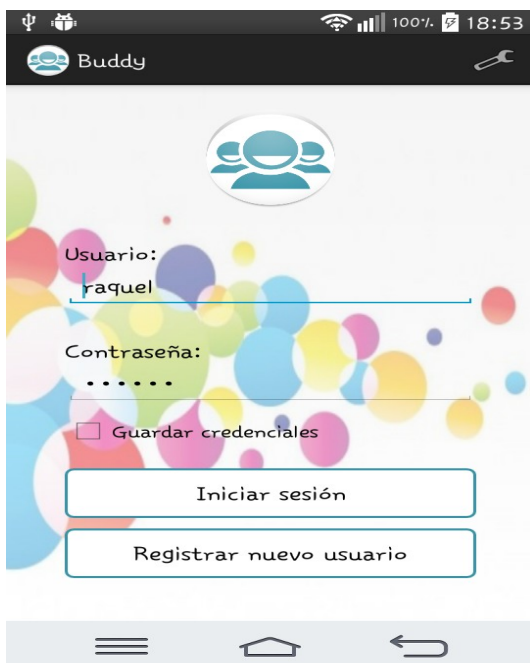 100% 18:53
Buddy
Usuario:
raquel
Contraseña:
······
Guardar credenciales
Iniciar sesión
Registrar nuevo usuario